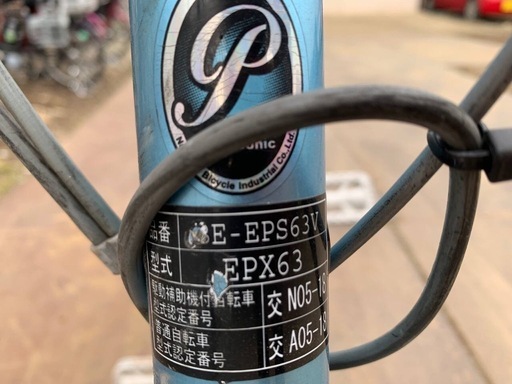 P
onic
Bicycle Industrial Co.,Ltd.
品番 E-EPS63V
型式 EPX63
駆動補助機付自転車
型式認定番号 交 N05-18
普通自転車
型式認定番号 交 A05-18